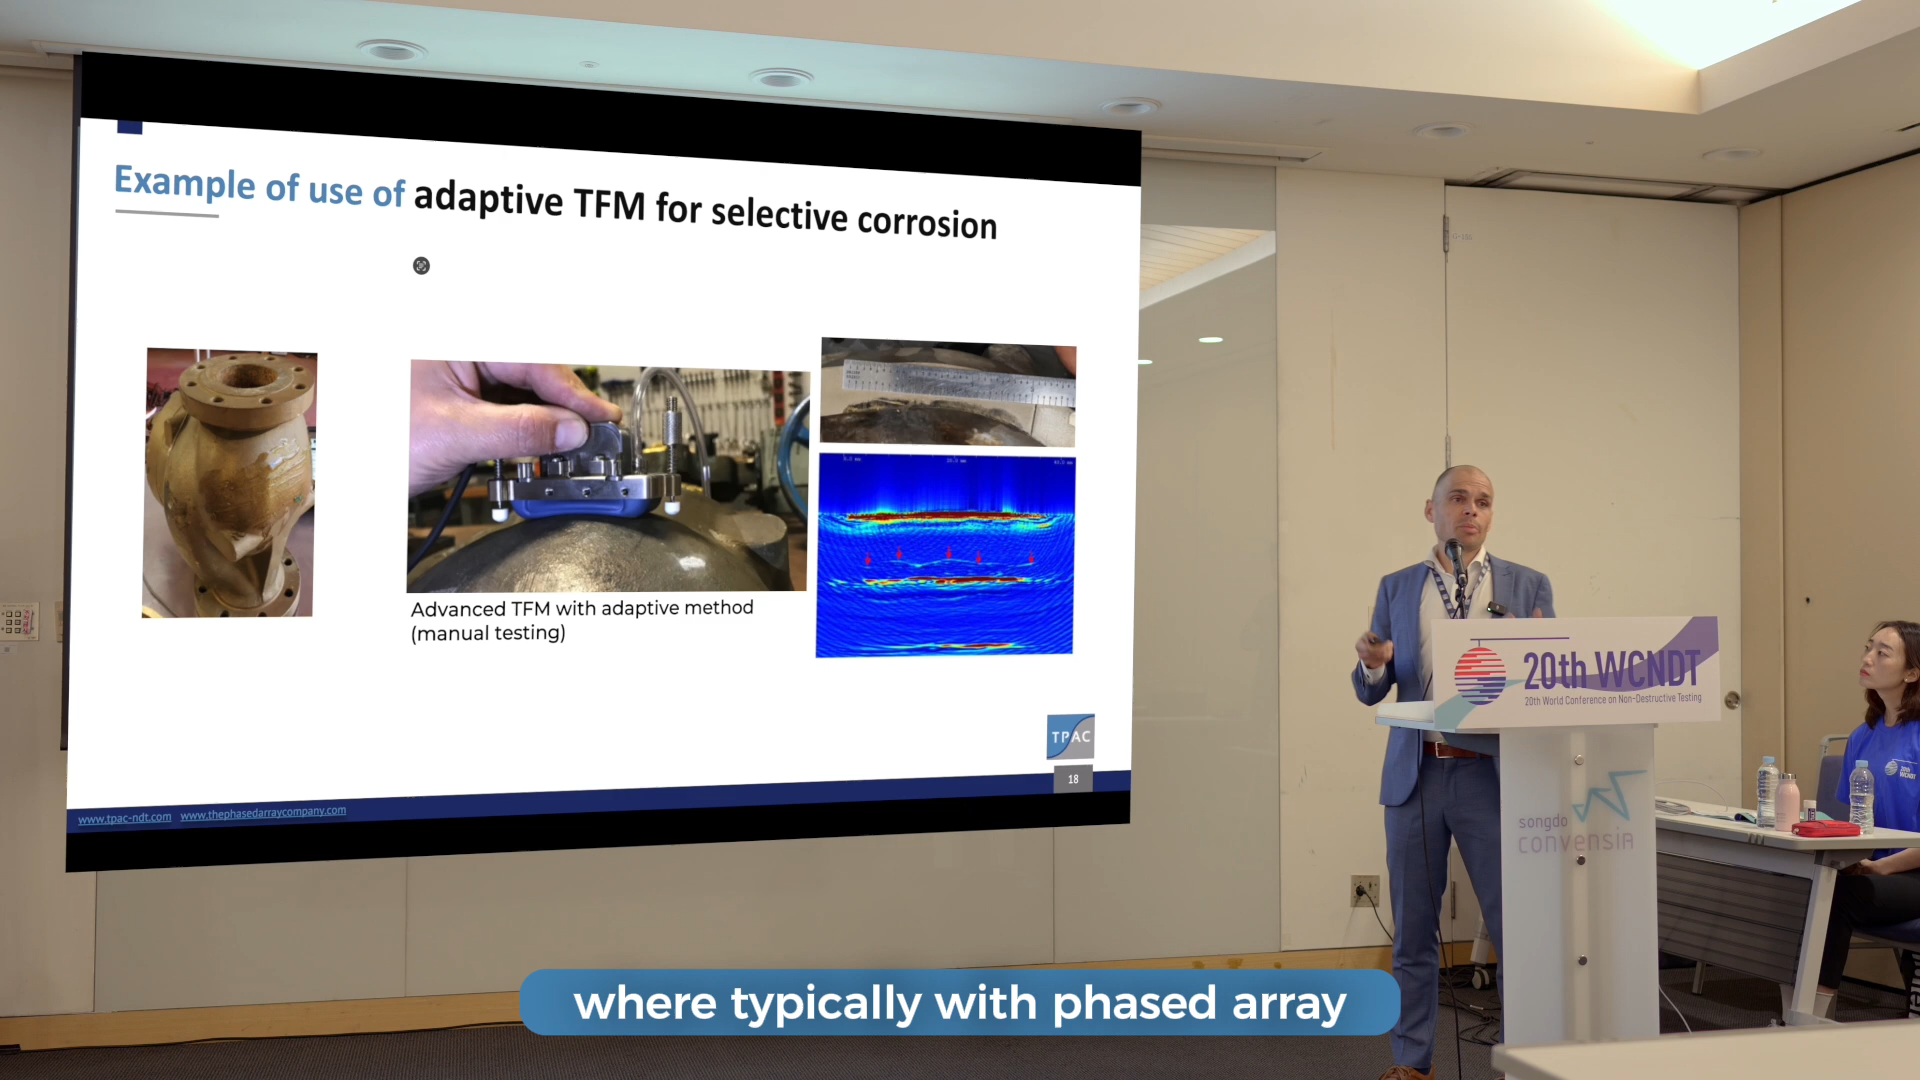 Example of use of adaptive TFM for selective corrosion
Advanced TFM with adaptive method
(manual testing)
TPAC
18
www.tpac-ndt.com www.thephasedarraycompany.com
20th WCNDT
20th World Conference on Non-Destructive Testing
songdo
convensia
20th
WCNDT
where typically with phased array